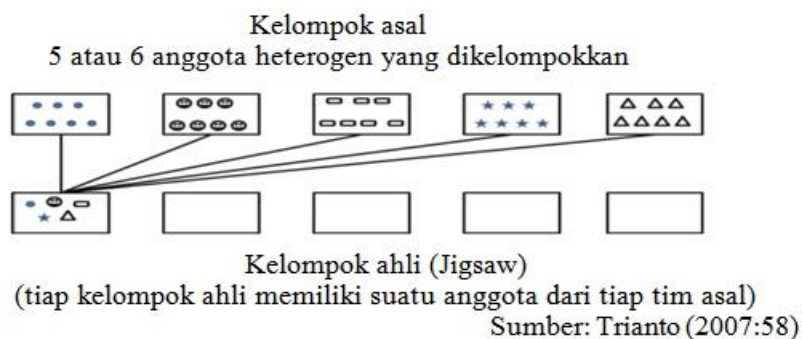 Kelompok asal
5 atau 6 anggota heterogen yang dikelompokkan
Kelompok ahli (Jigsaw)
(tiap kelompok ahli memiliki suatu anggota dari tiap tim asal)
Sumber: Trianto (2007:58)